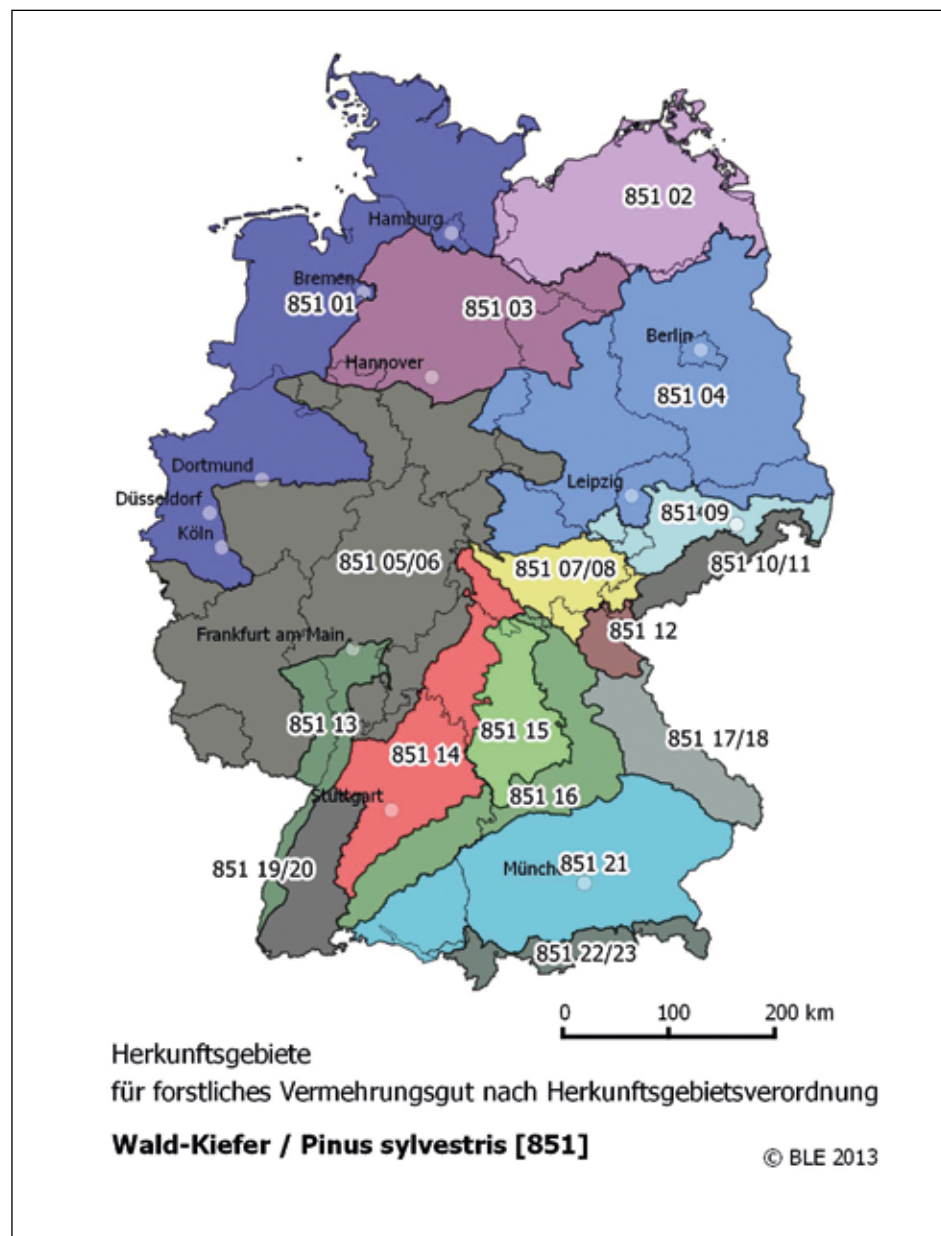 851 02
Hamburg
Bremen
851 01
851 03
Hannover
Berlin
851 04
Dortmund
Düsseldorf
Köln
Leipzig
851 09
851 05/06
851 07/08
851 10/11
Frankfurt am Main
851 12
851 13
851 14
851 15
851 17/18
Stuttgart
851 16
851 19/20
Münch
851 21
851 22/23
0 100 200 km
Herkunftsgebiete
für forstliches Vermehrungsgut nach Herkunftsgebietsverordnung
Wald-Kiefer / Pinus sylvestris [851]
© BLE 2013